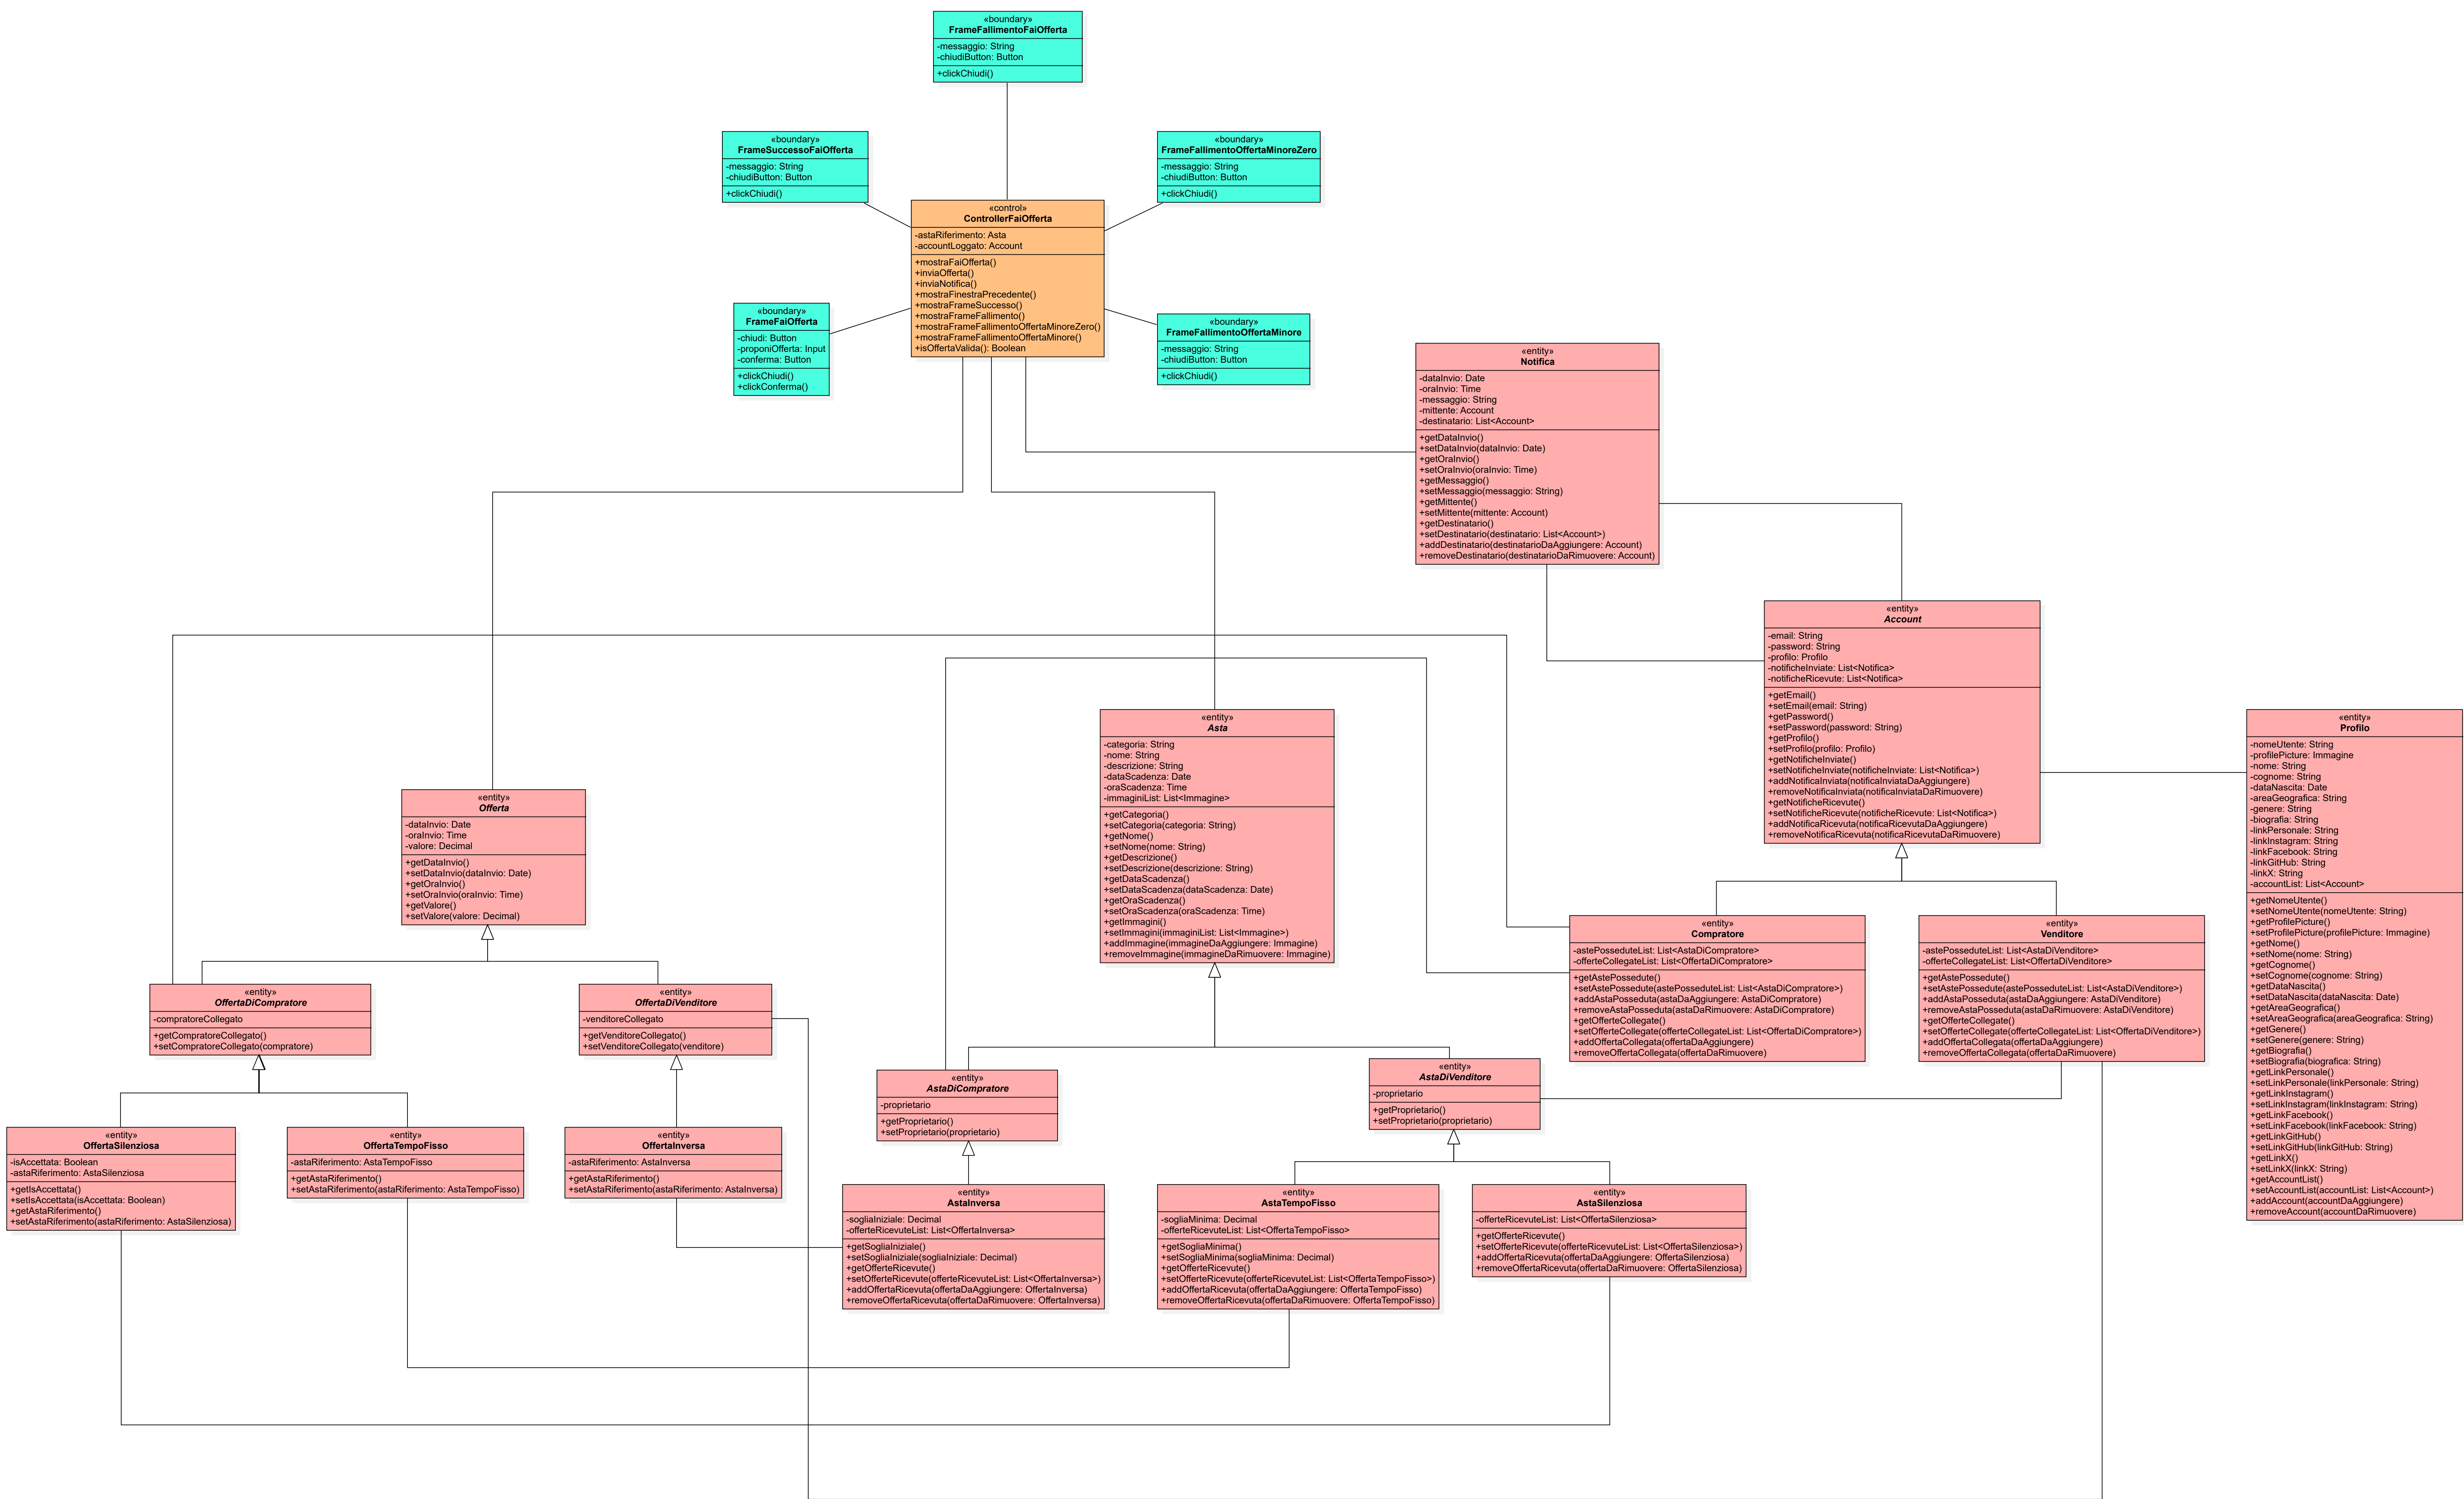 «boundary»
FrameFallimentoFaiOfferta
-messaggio: String
-chiudiButton: Button
+clickChiudi()
«boundary»
FrameSuccessoFaiOfferta
-messaggio: String
-chiudiButton: Button
+clickChiudi()
«boundary»
FrameFallimentoOffertaMinoreZero
-messaggio: String
-chiudiButton: Button
+clickChiudi()
«control»
ControllerFaiOfferta
-astaRiferimento: Asta
-accountLoggato: Account
+mostraFaiOfferta()
+inviaOfferta()
+inviaNotifica()
+mostraFinestraPrecedente()
+mostraFrameSuccesso()
+mostraFrameFallimento()
+mostraFrameFallimentoOffertaMinoreZero()
+mostraFrameFallimentoOffertaMinore()
+isOffertaValida(): Boolean
«boundary»
FrameFaiOfferta
-chiudi: Button
-proponiOfferta: Input
-conferma: Button
+clickChiudi()
+clickConferma()
«boundary»
FrameFallimentoOffertaMinore
-messaggio: String
-chiudiButton: Button
+clickChiudi()
«entity»
Notifica
-dataInvio: Date
-oraInvio: Time
-messaggio: String
-mittente: Account
-destinatario: List<Account>
+getDataInvio()
+setDataInvio(dataInvio: Date)
+getOraInvio()
+setOraInvio(oraInvio: Time)
+getMessaggio()
+setMessaggio(messaggio: String)
+getMittente()
+setMittente(mittente: Account)
+getDestinatario()
+setDestinatario(destinatario: List<Account>)
+addDestinatario(destinatarioDaAggiungere: Account)
+removeDestinatario(destinatarioDaRimuovere: Account)
«entity»
Account
-email: String
-password: String
-profilo: Profilo
-notificheInviate: List<Notifica>
-notificheRicevute: List<Notifica>
+getEmail()
+setEmail(email: String)
+getPassword()
+setPassword(password: String)
+getProfilo()
+setProfilo(profilo: Profilo)
+getNotificheInviate()
+setNotificheInviate(notificheInviate: List<Notifica>)
+addNotificaInviata(notificaInviataDaAggiungere)
+removeNotificaInviata(notificaInviataDaRimuovere)
+getNotificheRicevute()
+setNotificheRicevute(notificheRicevute: List<Notifica>)
+addNotificaRicevuta(notificaRicevutaDaAggiungere)
+removeNotificaRicevuta(notificaRicevutaDaRimuovere)
«entity»
Asta
-categoria: String
-nome: String
-descrizione: String
-dataScadenza: Date
-oraScadenza: Time
-immaginiList: List<Immagine>
+getCategoria()
+setCategoria(categoria: String)
+getNome()
+setNome(nome: String)
+getDescrizione()
+setDescrizione(descrizione: String)
+getDataScadenza()
+setDataScadenza(dataScadenza: Date)
+getOraScadenza()
+setOraScadenza(oraScadenza: Time)
+getImmagini()
+setImmagini(immaginiList: List<Immagine>)
+addImmagine(immagineDaAggiungere: Immagine)
+removeImmagine(immagineDaRimuovere: Immagine)
«entity»
Profilo
-nomeUtente: String
-profilePicture: Immagine
-nome: String
-cognome: String
-dataNascita: Date
-areaGeografica: String
-genere: String
-biografia: String
-linkPersonale: String
-linkInstagram: String
-linkFacebook: String
-linkGitHub: String
-linkX: String
-accountList: List<Account>
+getNomeUtente()
+setNomeUtente(nomeUtente: String)
+getProfilePicture()
+setProfilePicture(profilePicture: Immagine)
+getNome()
+setNome(nome: String)
+getCognome()
+setCognome(cognome: String)
+getDataNascita()
+setDataNascita(dataNascita: Date)
+getAreaGeografica()
+setAreaGeografica(areaGeografica: String)
+getGenere()
+setGenere(genere: String)
+getBiografia()
+setBiografia(biografica: String)
+getLinkPersonale()
+setLinkPersonale(linkPersonale: String)
+getLinkInstagram()
+setLinkInstagram(linkInstagram: String)
+getLinkFacebook()
+setLinkFacebook(linkFacebook: String)
+getLinkGitHub()
+setLinkGitHub(linkGitHub: String)
+getLinkX()
+setLinkX(linkX: String)
+getAccountList()
+setAccountList(accountList: List<Account>)
+addAccount(accountDaAggiungere)
+removeAccount(accountDaRimuovere)
«entity»
Offerta
-dataInvio: Date
-oraInvio: Time
-valore: Decimal
+getDataInvio()
+setDataInvio(dataInvio: Date)
+getOraInvio()
+setOraInvio(oraInvio: Time)
+getValore()
+setValore(valore: Decimal)
«entity»
Compratore
-astePosseduteList: List<AstaDiCompratore>
-offerteCollegateList: List<OffertaDiCompratore>
+getAstePossedute()
+setAstePossedute(astePosseduteList: List<AstaDiCompratore>)
+addAstaPosseduta(astaDaAggiungere: AstaDiCompratore)
+removeAstaPosseduta(astaDaRimuovere: AstaDiCompratore)
+getOfferteCollegate()
+setOfferteCollegate(offerteCollegateList: List<OffertaDiCompratore>)
+addOffertaCollegata(offertaDaAggiungere)
+removeOffertaCollegata(offertaDaRimuovere)
«entity»
Venditore
-astePosseduteList: List<AstaDiVenditore>
-offerteCollegateList: List<OffertaDiVenditore>
+getAstePossedute()
+setAstePossedute(astePosseduteList: List<AstaDiVenditore>)
+addAstaPosseduta(astaDaAggiungere: AstaDiVenditore)
+removeAstaPosseduta(astaDaRimuovere: AstaDiVenditore)
+getOfferteCollegate()
+setOfferteCollegate(offerteCollegateList: List<OffertaDiVenditore>)
+addOffertaCollegata(offertaDaAggiungere)
+removeOffertaCollegata(offertaDaRimuovere)
«entity»
OffertaDiCompratore
-compratoreCollegato
+getCompratoreCollegato()
+setCompratoreCollegato(compratore)
«entity»
OffertaDiVenditore
-venditoreCollegato
+getVenditoreCollegato()
+setVenditoreCollegato(venditore)
«entity»
AstaDiCompratore
-proprietario
+getProprietario()
+setProprietario(proprietario)
«entity»
AstaDiVenditore
-proprietario
+getProprietario()
+setProprietario(proprietario)
«entity»
OffertaSilenziosa
-isAccettata: Boolean
-astaRiferimento: AstaSilenziosa
+getIsAccettata()
+setIsAccettata(isAccettata: Boolean)
+getAstaRiferimento()
+setAstaRiferimento(astaRiferimento: AstaSilenziosa)
«entity»
OffertaTempoFisso
-astaRiferimento: AstaTempoFisso
+getAstaRiferimento()
+setAstaRiferimento(astaRiferimento: AstaTempoFisso)
«entity»
OffertaInversa
-astaRiferimento: AstaInversa
+getAstaRiferimento()
+setAstaRiferimento(astaRiferimento: AstaInversa)
«entity»
AstaInversa
-sogliaIniziale: Decimal
-offerteRicevuteList: List<OffertaInversa>
+getSogliaIniziale()
+setSogliaIniziale(sogliaIniziale: Decimal)
+getOfferteRicevute()
+setOfferteRicevute(offerteRicevuteList: List<OffertaInversa>)
+addOffertaRicevuta(offertaDaAggiungere: OffertaInversa)
+removeOffertaRicevuta(offertaDaRimuovere: OffertaInversa)
«entity»
AstaTempoFisso
-sogliaMinima: Decimal
-offerteRicevuteList: List<OffertaTempoFisso>
+getSogliaMinima()
+setSogliaMinima(sogliaMinima: Decimal)
+getOfferteRicevute()
+setOfferteRicevute(offerteRicevuteList: List<OffertaTempoFisso>)
+addOffertaRicevuta(offertaDaAggiungere: OffertaTempoFisso)
+removeOffertaRicevuta(offertaDaRimuovere: OffertaTempoFisso)
«entity»
AstaSilenziosa
-offerteRicevuteList: List<OffertaSilenziosa>
+getOfferteRicevute()
+setOfferteRicevute(offerteRicevuteList: List<OffertaSilenziosa>)
+addOffertaRicevuta(offertaDaAggiungere: OffertaSilenziosa)
+removeOffertaRicevuta(offertaDaRimuovere: OffertaSilenziosa)